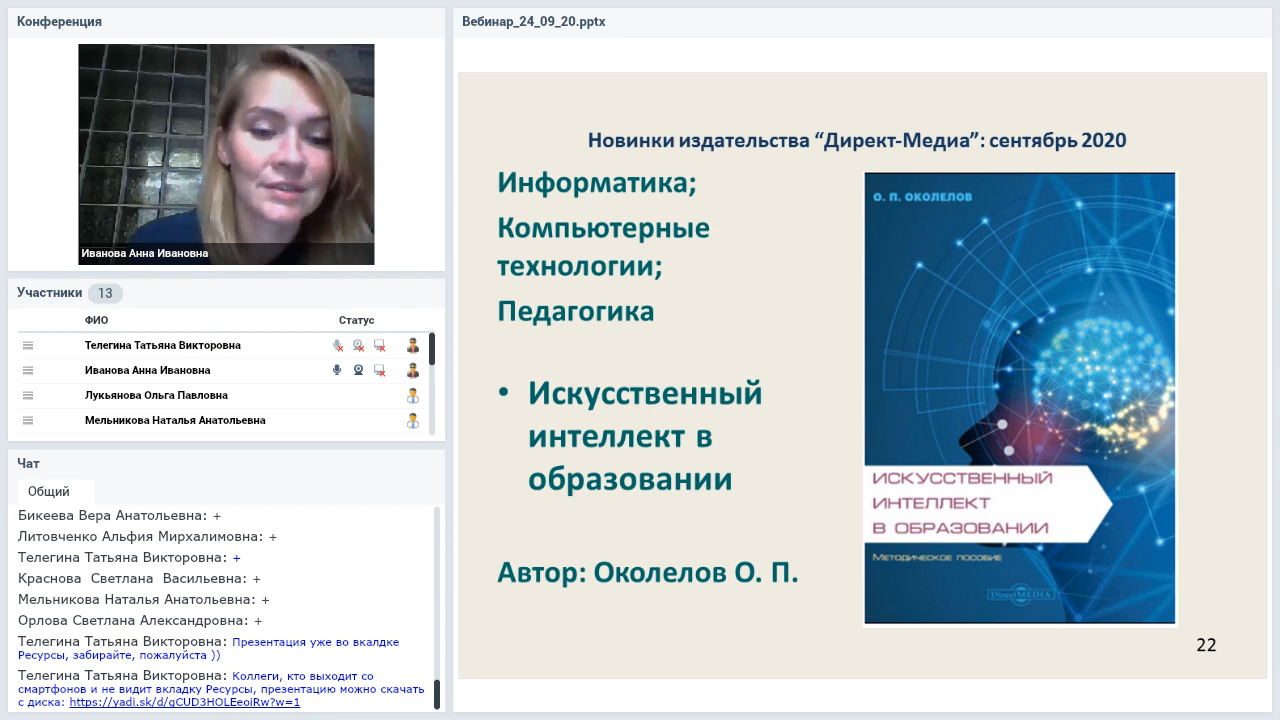 Конференция
Иванова Анна Ивановна
Участники 13
ФИО Статус
Телегина Татьяна Викторовна
Иванова Анна Ивановна
Лукьянова Ольга Павловна
Мельникова Наталья Анатольевна
Чат
Общий
Бикеева Вера Анатольевна: +
Литовченко Альфия Мирхалимовна: +
Телегина Татьяна Викторовна: +
Краснова Светлана Васильевна: +
Мельникова Наталья Анатольевна: +
Орлова Светлана Александровна: +
Телегина Татьяна Викторовна: Презентация уже во вкалдке
Ресурсы, забирайте, пожалуйста ))
Телегина Татьяна Викторовна: Коллеги, кто выходит со
смартфонов и не видит вкладку Ресурсы, презентацию можно скачать
с диска: https://yadi.sk/d/gCUD3HOLEeoiRw?w=1
Вебинар_24_09_20.pptx
Новинки издательства “Директ-Медиа”: сентябрь 2020
Информатика;
Компьютерные
технологии;
Педагогика
• Искусственный
интеллект в
образовании
Автор: Околелов О. П.
О. П. ОКОЛЕЛОВ
ИСКУССТВЕННЫЙ
ИНТЕЛЛЕКТ
В ОБРАЗОВАНИИ
Методическое пособие
DirectMEDIA
22